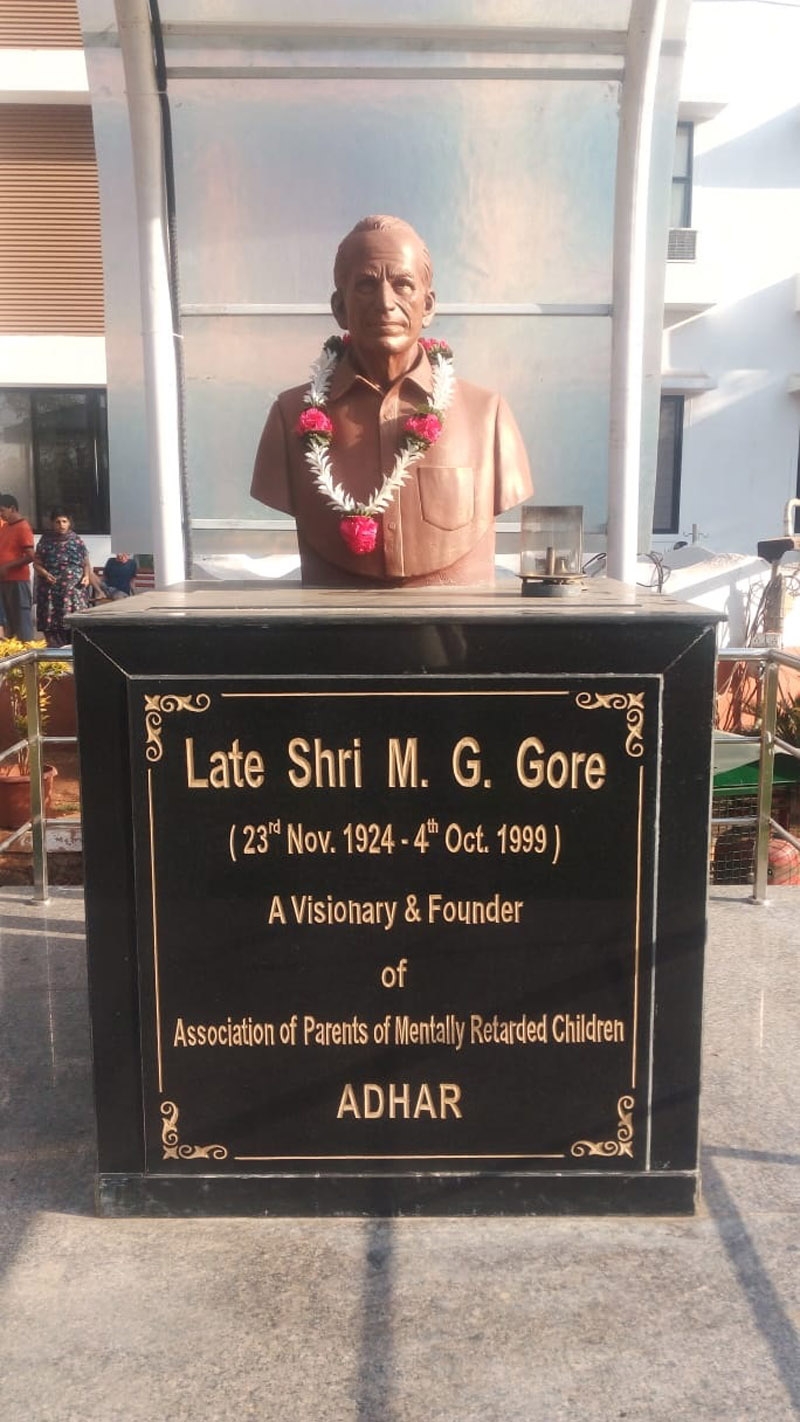 Late Shri M. G. Gore
( 23rd Nov. 1924 - 4th Oct. 1999 )
A Visionary & Founder
of
Association of Parents of Mentally Retarded Children
ADHAR